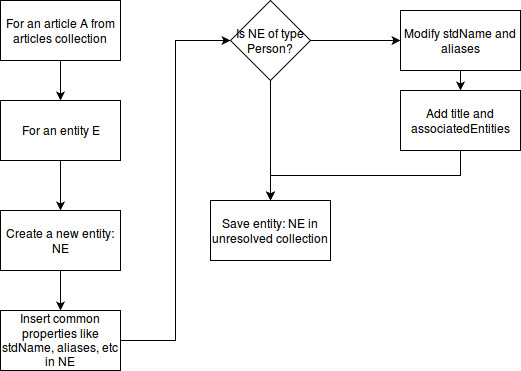 For an article A from
articles collection
For an entity E
Create a new entity:
NE
Insert common
properties like
stdName, aliases, etc
in NE
Is NE of type
Person?
Modify stdName and
aliases
Add title and
associatedEntities
Save entity: NE in
unresolved collection